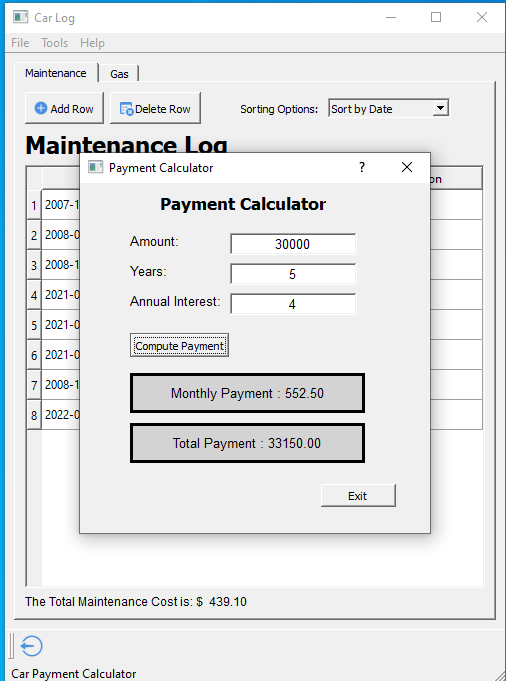 Car Log
File Tools Help
Maintenance Gas
Add Row Delete Row Sorting Options: Sort by Date
Maintenance Log
Payment Calculator ?
Payment Calculator
Amount: 30000
Years: 5
Annual Interest: 4
Compute Payment
Monthly Payment : 552.50
Total Payment : 33150.00
Exit
on
1 2007-1
2 2008-0
3 2008-1
4 2021-0
5 2021-0
6 2021-0
7 2008-1
8 2022-0
The Total Maintenance Cost is: $ 439.10
Car Payment Calculator